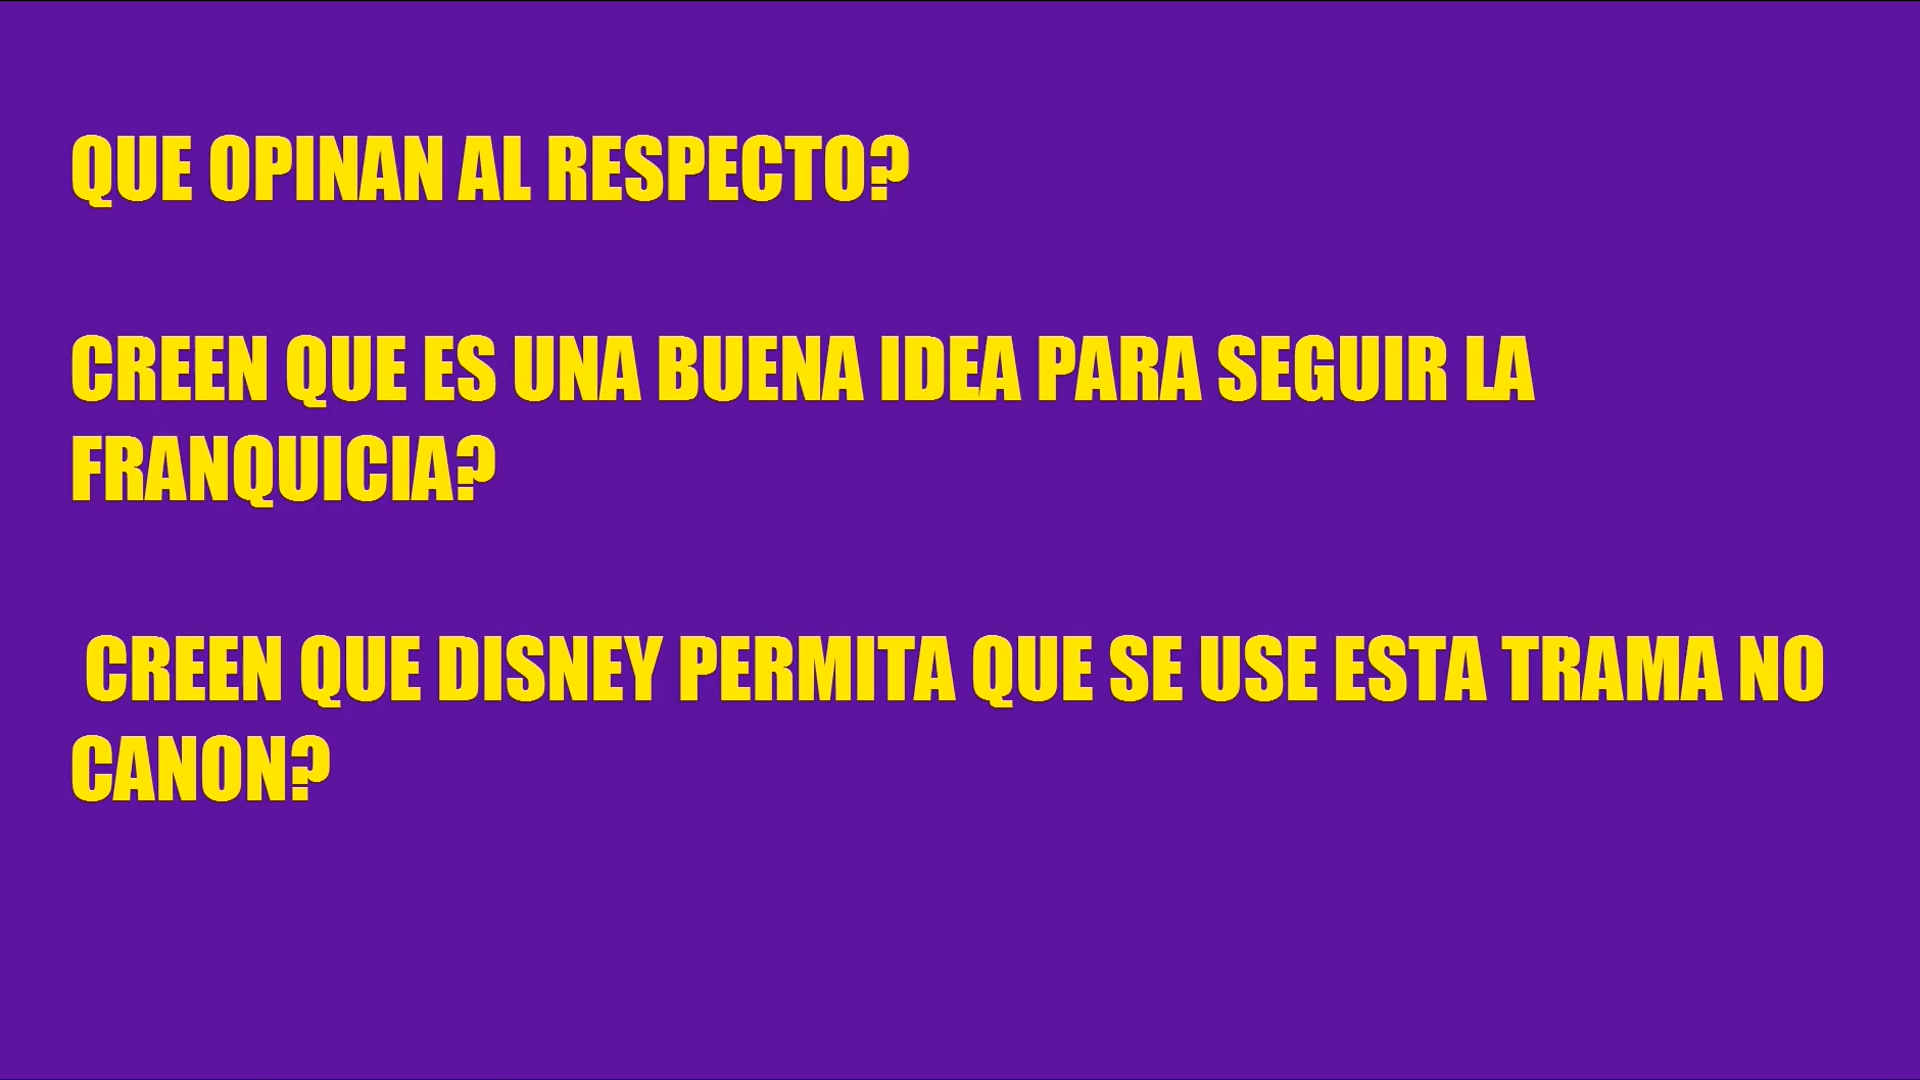 QUE OPINAN AL RESPECTO?
CREEN QUE ES UNA BUENA IDEA PARA SEGUIR LA
FRANQUICIA?
CREEN QUE DISNEY PERMITA QUE SE USE ESTA TRAMA NO
CANON?